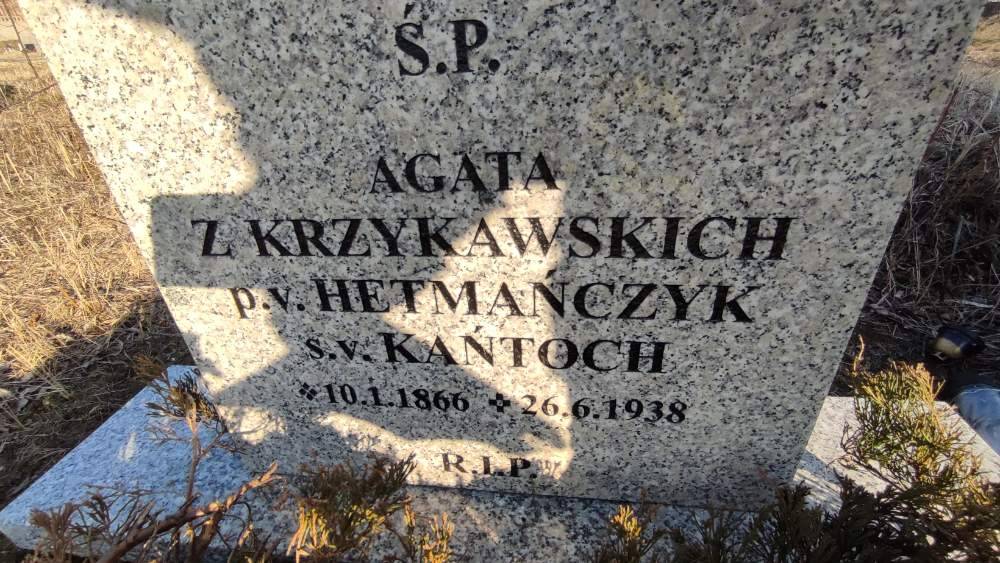 Ś.P.
AGATA
Z KRZYKAWSKICH
p.v. HETMAŃCZYK
s.v. KAŃTOCH
10.1.1866 26.6.1938
R.I.P.